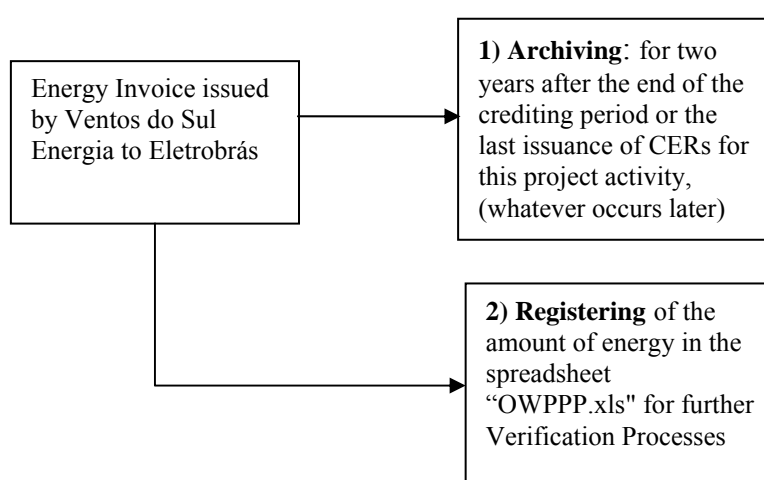 Energy Invoice issued
by Ventos do Sul
Energia to Eletrobrás
1) Archiving: for two
years after the end of the
crediting period or the
last issuance of CERs for
this project activity,
(whatever occurs later)
2) Registering of the
amount of energy in the
spreadsheet
“OWPPP.xls" for further
Verification Processes